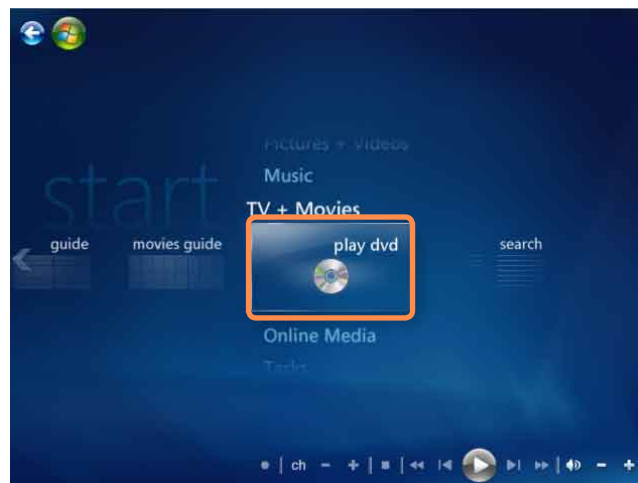 Pictures + Videos
start
Music
TV + Movies
guide
movies guide
play dvd
search
Online Media
Tasks
ch